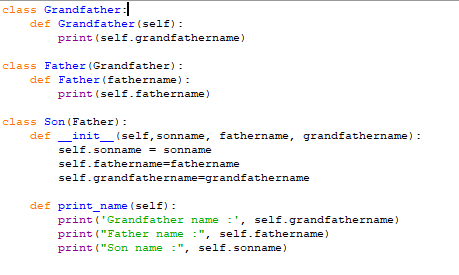 class Grandfather:
    def Grandfather(self):
        print(self.grandfathername)

class Father(Grandfather):
    def Father(fathername):
        print(self.fathername)

class Son(Father):
    def __init__(self,sonname, fathername, grandfathername):
        self.sonname = sonname
        self.fathername=fathername
        self.grandfathername=grandfathername

    def print_name(self):
        print('Grandfather name :', self.grandfathername)
        print("Father name :", self.fathername)
        print("Son name :", self.sonname)